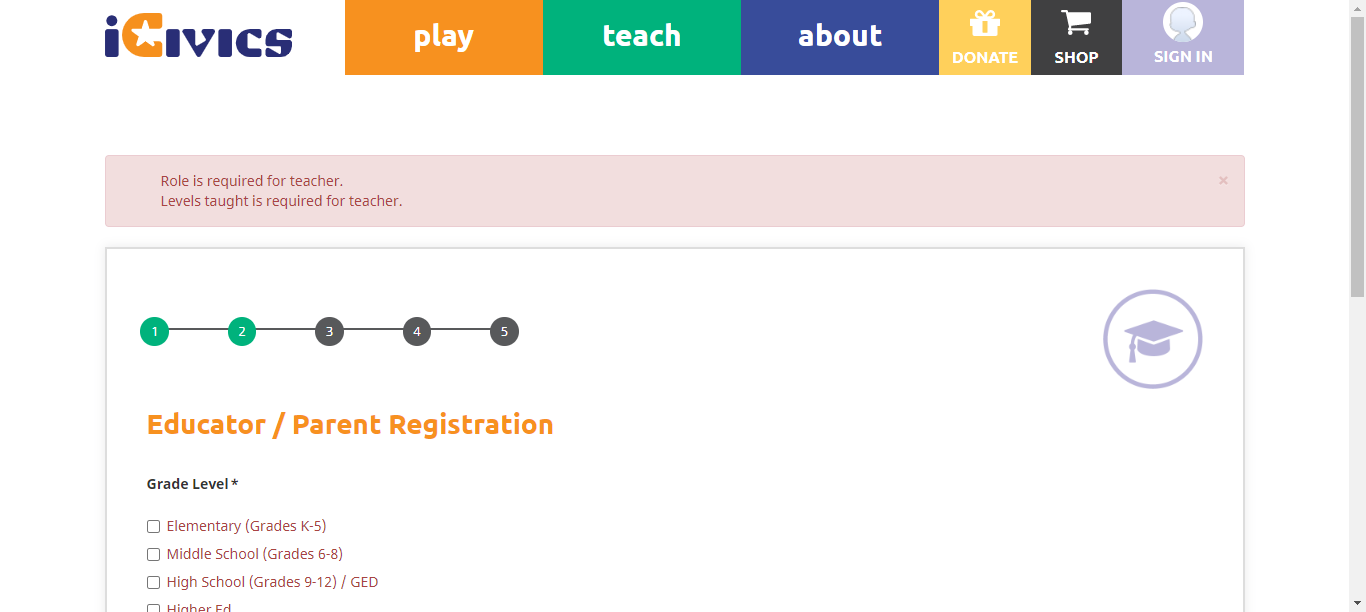 iCivics
play
teach
about
DONATE
SHOP
SIGN IN
Role is required for teacher.
×
Levels taught is required for teacher.
1
2
3
4
5
Educator / Parent Registration
Grade Level *
Elementary (Grades K-5)
Middle School (Grades 6-8)
High School (Grades 9-12) / GED
Higher Ed